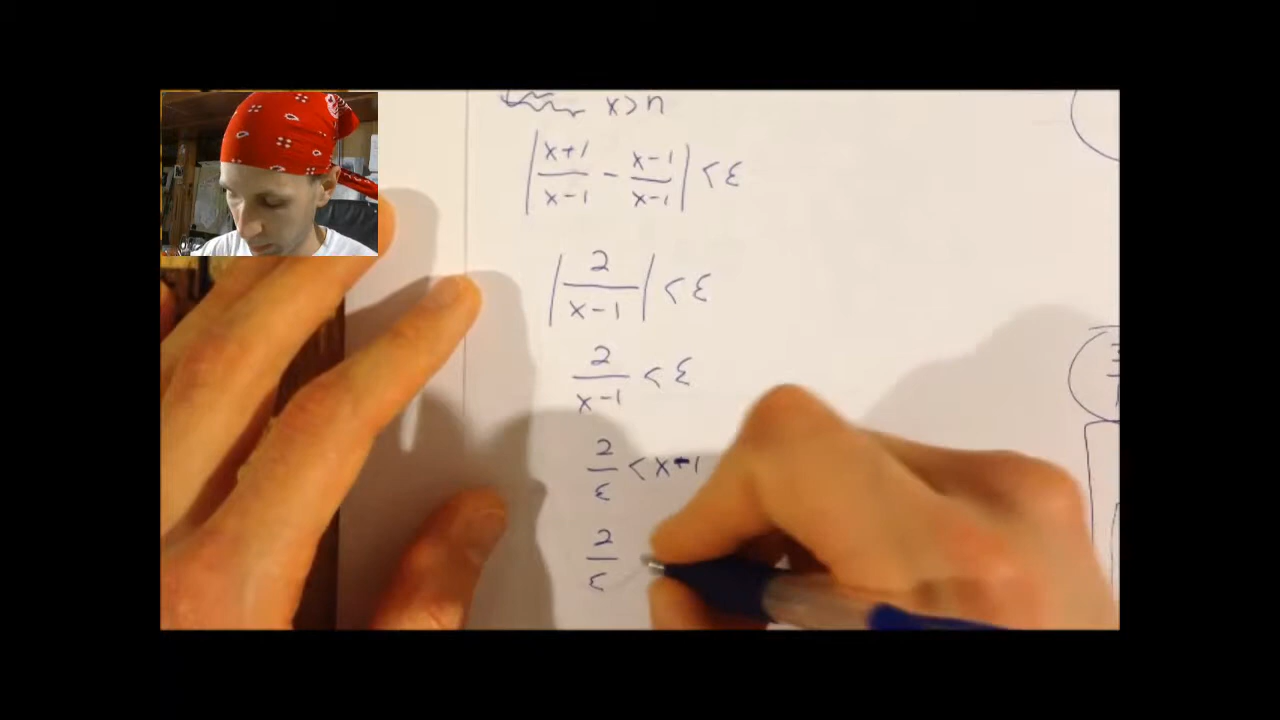 x>n
|x+1/x-1 - x-1/x-1| <ε
|2/x-1| <ε
2/x-1 <ε
2/ε <x-1
2/ε